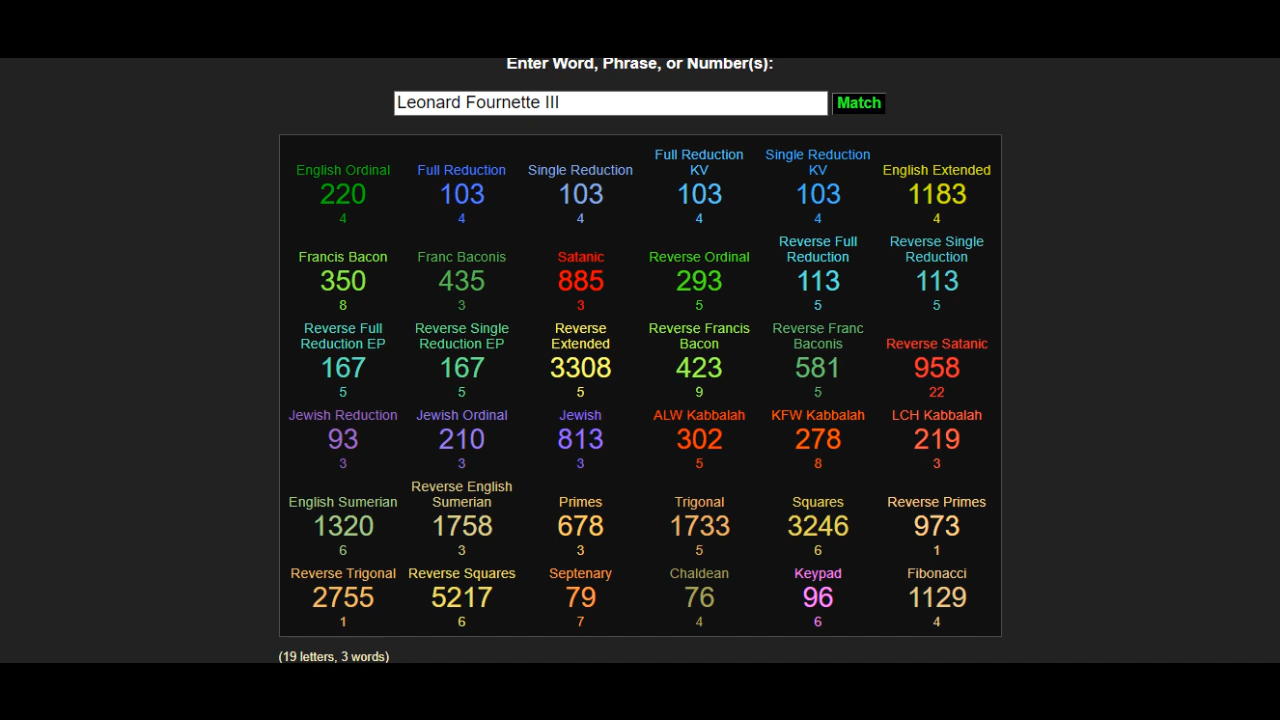 Enter Word, Phrase, or Number(s):
Leonard Fournette III Match
English Ordinal Full Reduction Single Reduction Full Reduction KV Single Reduction KV English Extended
220 103 103 103 103 1183
4 4 4 4 4 4
Francis Bacon Franc Baconis Satanic Reverse Ordinal Reverse Full Reduction Reverse Single Reduction
350 435 885 293 113 113
8 3 3 5 5 5
Reverse Full Reduction EP Reverse Single Reduction EP Reverse Extended Reverse Francis Bacon Reverse Franc Baconis Reverse Satanic
167 167 3308 423 581 958
5 5 5 9 5 22
Jewish Reduction Jewish Ordinal Jewish ALW Kabbalah KFW Kabbalah LCH Kabbalah
93 210 813 302 278 219
3 3 3 5 8 3
English Sumerian Reverse English Sumerian Primes Trigonal Squares Reverse Primes
1320 1758 678 1733 3246 973
6 3 3 5 6 1
Reverse Trigonal Reverse Squares Septenary Chaldean Keypad Fibonacci
2755 5217 79 76 96 1129
1 6 7 4 6 4
(19 letters, 3 words)